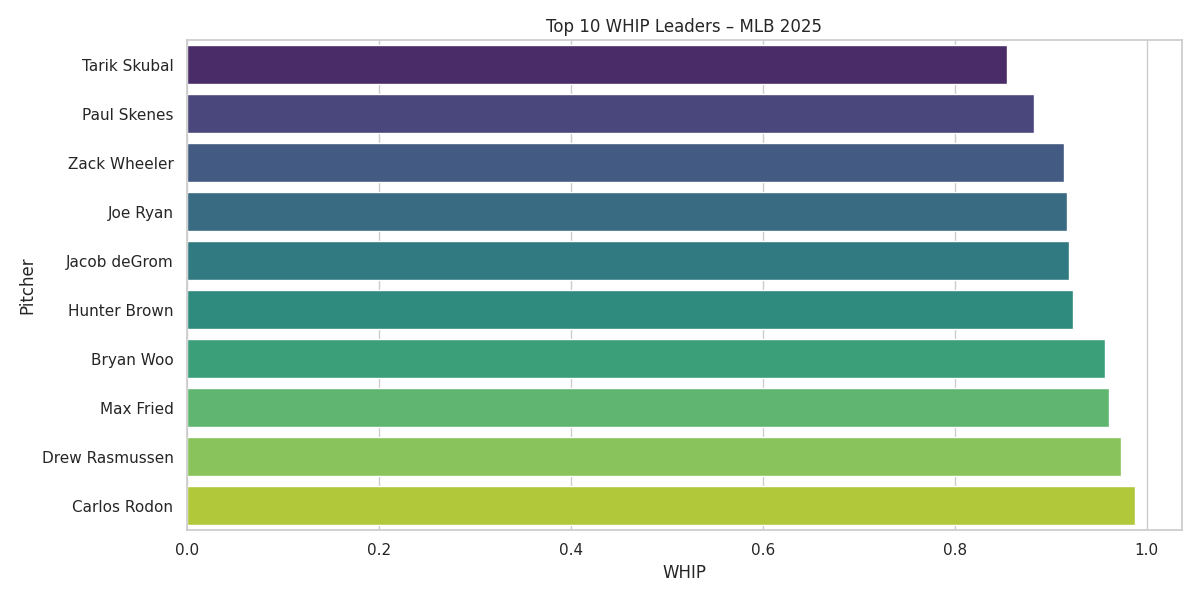 Top 10 WHIP Leaders – MLB 2025
Pitcher
Tarik Skubal
Paul Skenes
Zack Wheeler
Joe Ryan
Jacob deGrom
Hunter Brown
Bryan Woo
Max Fried
Drew Rasmussen
Carlos Rodon
0.0 0.2 0.4 0.6 0.8 1.0
WHIP